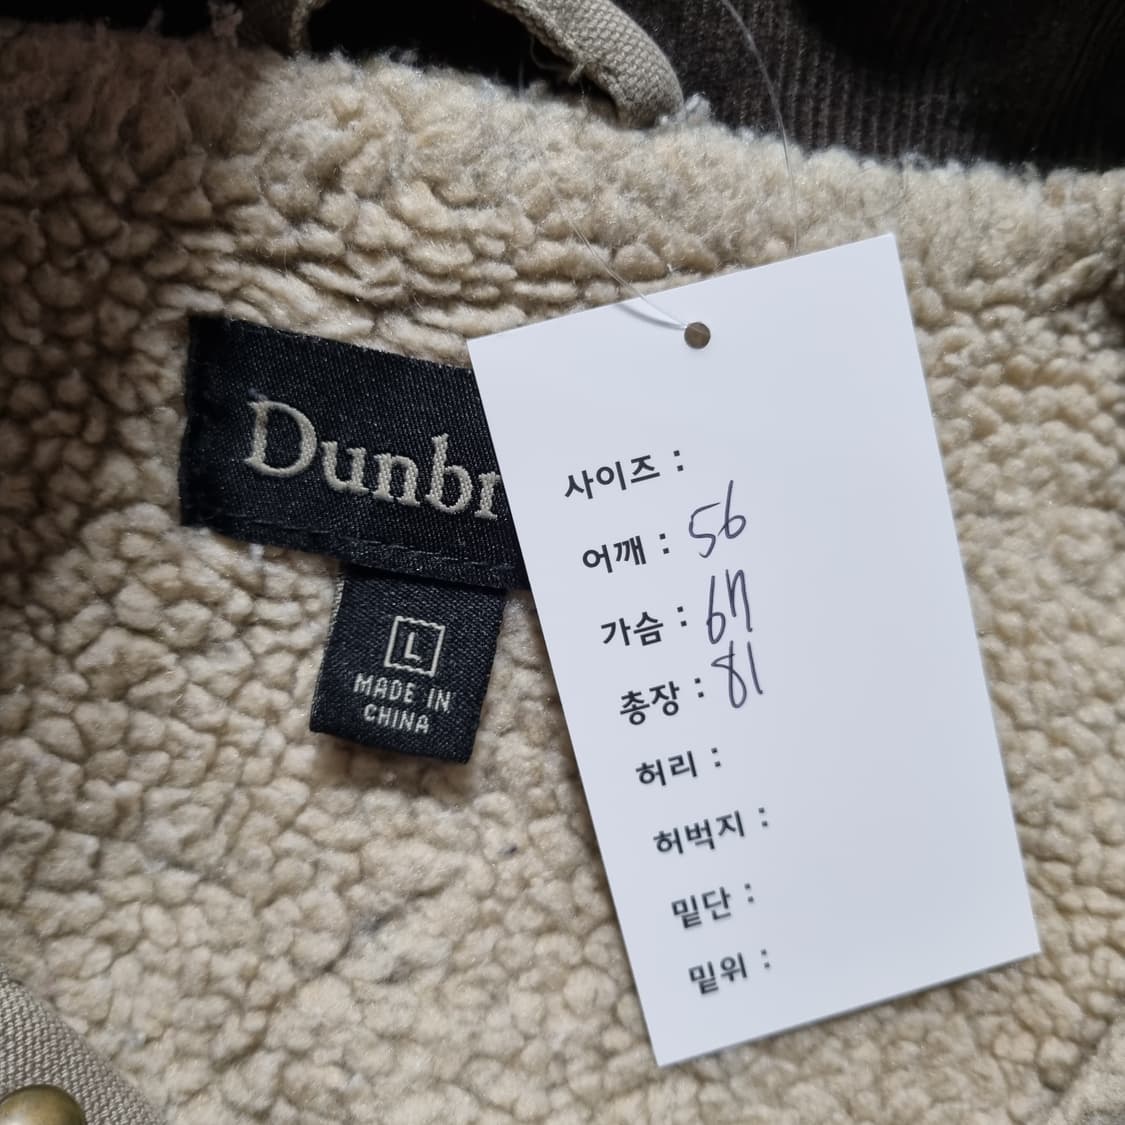 Dunbr
L
MADE IN
CHINA
사이즈 :
어깨 : 56
가슴 : 67
총장 : 81
허리 :
허벅지 :
밑단 :
밑위 :